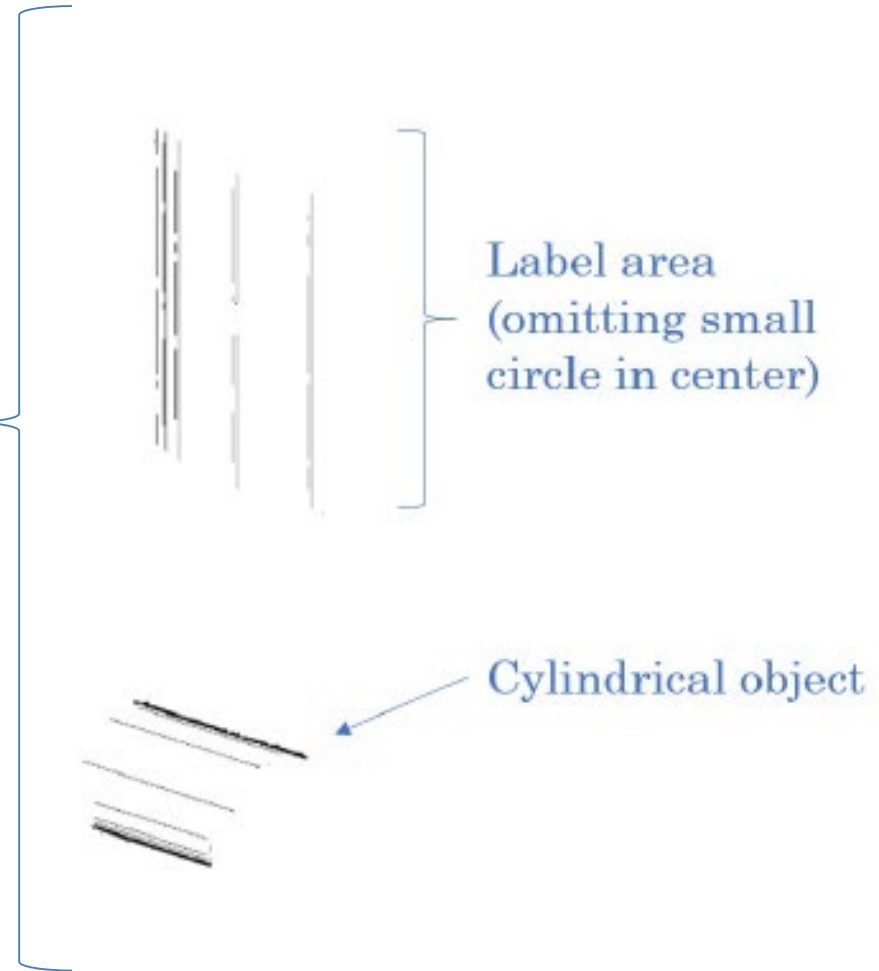 Label area
(omitting small
circle in center)
Cylindrical object